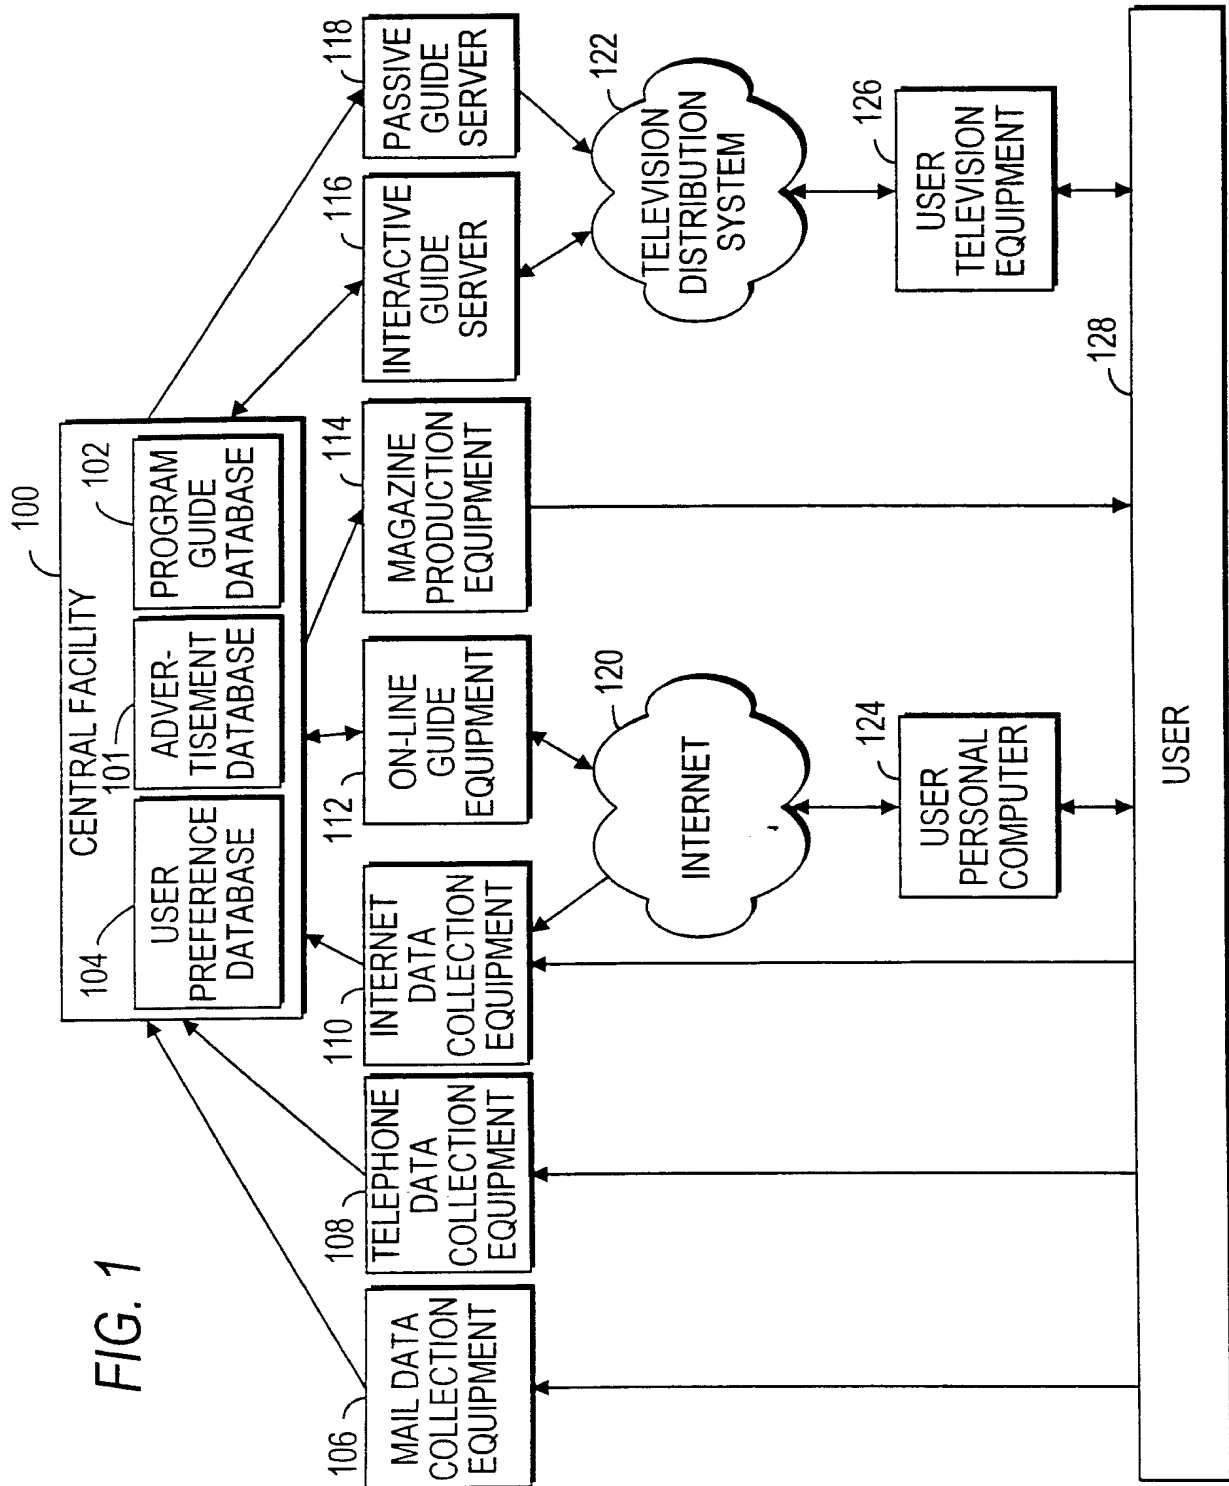 FIG. 1
100
CENTRAL FACILITY
104
USER
PREFERENCE
DATABASE
101
ADVER-
TISEMENT
DATABASE
102
PROGRAM
GUIDE
DATABASE
106
MAIL DATA
COLLECTION
EQUIPMENT
108
TELEPHONE
DATA
COLLECTION
EQUIPMENT
110
INTERNET
DATA
COLLECTION
EQUIPMENT
112
ON-LINE
GUIDE
EQUIPMENT
114
MAGAZINE
PRODUCTION
EQUIPMENT
116
INTERACTIVE
GUIDE
SERVER
118
PASSIVE
GUIDE
SERVER
120
INTERNET
122
TELEVISION
DISTRIBUTION
SYSTEM
124
USER
PERSONAL
COMPUTER
126
USER
TELEVISION
EQUIPMENT
128
USER